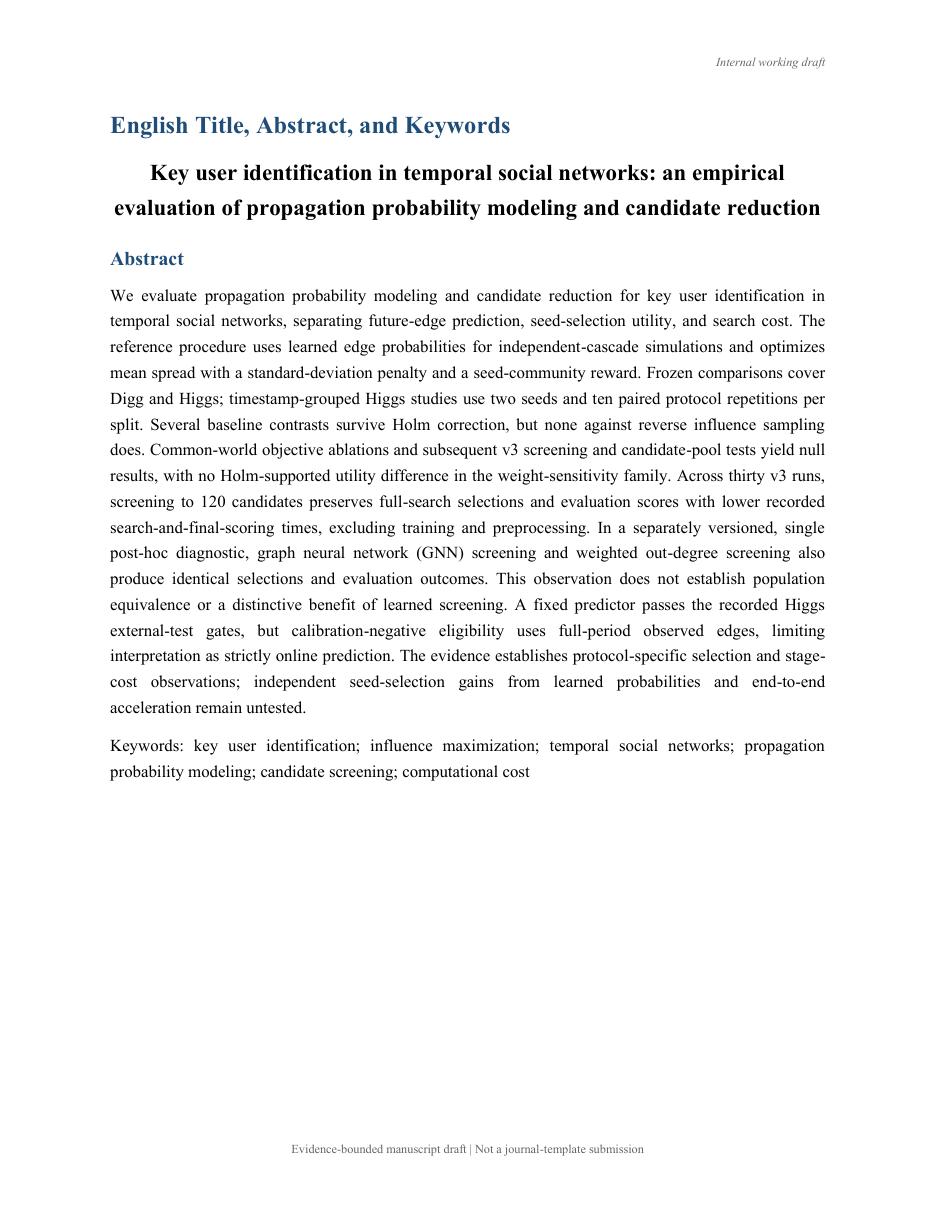 Internal working draft
English Title, Abstract, and Keywords
Key user identification in temporal social networks: an empirical
evaluation of propagation probability modeling and candidate reduction
Abstract
We evaluate propagation probability modeling and candidate reduction for key user identification in
temporal social networks, separating future-edge prediction, seed-selection utility, and search cost. The
reference procedure uses learned edge probabilities for independent-cascade simulations and optimizes
mean spread with a standard-deviation penalty and a seed-community reward. Frozen comparisons cover
Digg and Higgs; timestamp-grouped Higgs studies use two seeds and ten paired protocol repetitions per
split. Several baseline contrasts survive Holm correction, but none against reverse influence sampling
does. Common-world objective ablations and subsequent v3 screening and candidate-pool tests yield null
results, with no Holm-supported utility difference in the weight-sensitivity family. Across thirty v3 runs,
screening to 120 candidates preserves full-search selections and evaluation scores with lower recorded
search-and-final-scoring times, excluding training and preprocessing. In a separately versioned, single
post-hoc diagnostic, graph neural network (GNN) screening and weighted out-degree screening also
produce identical selections and evaluation outcomes. This observation does not establish population
equivalence or a distinctive benefit of learned screening. A fixed predictor passes the recorded Higgs
external-test gates, but calibration-negative eligibility uses full-period observed edges, limiting
interpretation as strictly online prediction. The evidence establishes protocol-specific selection and stage-
cost observations; independent seed-selection gains from learned probabilities and end-to-end
acceleration remain untested.
Keywords: key user identification; influence maximization; temporal social networks; propagation
probability modeling; candidate screening; computational cost
Evidence-bounded manuscript draft | Not a journal-template submission